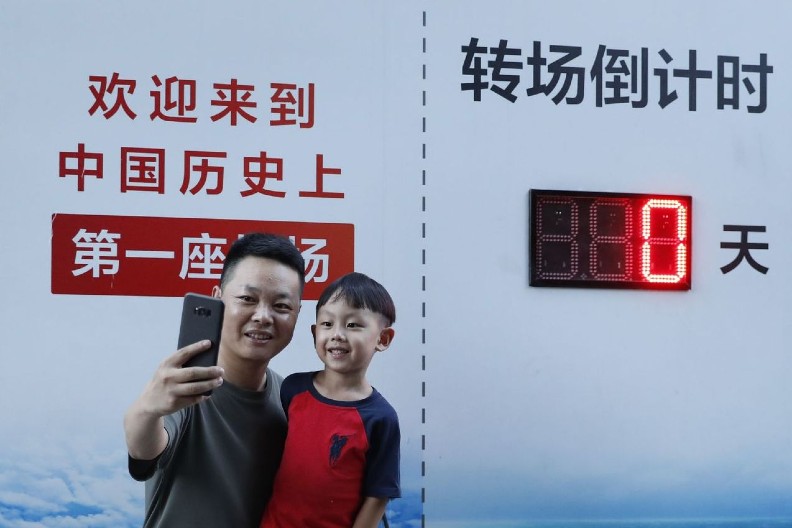 欢迎来到
中国历史上
第一座 场
转场倒计时
0
天